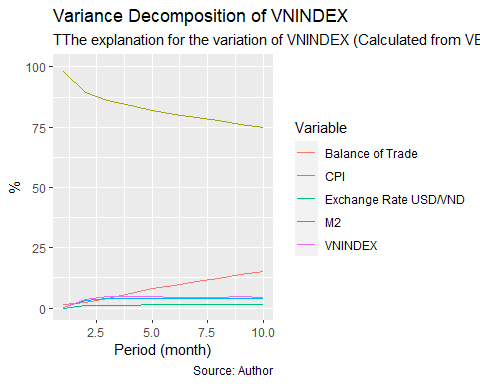 Variance Decomposition of VNINDEX
TThe explanation for the variation of VNINDEX (Calculated from VE
100
75
50
25
0
%
2.5 5.0 7.5 10.0
Period (month)
Source: Author
Variable
Balance of Trade
CPI
Exchange Rate USD/VND
M2
VNINDEX